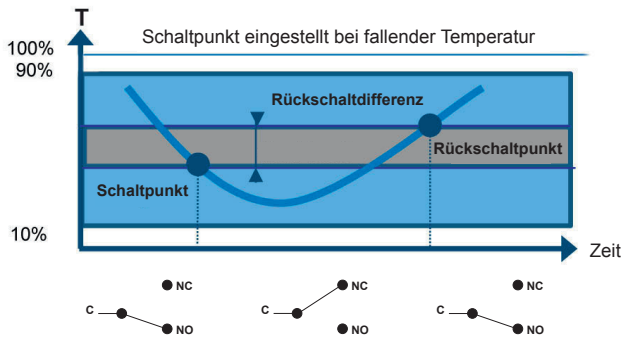 T
Schaltpunkt eingestellt bei fallender Temperatur
100%
90%
Rückschaltdifferenz
Rückschaltpunkt
Schaltpunkt
10%
Zeit
NC NC NC
C C C
NO NO NO